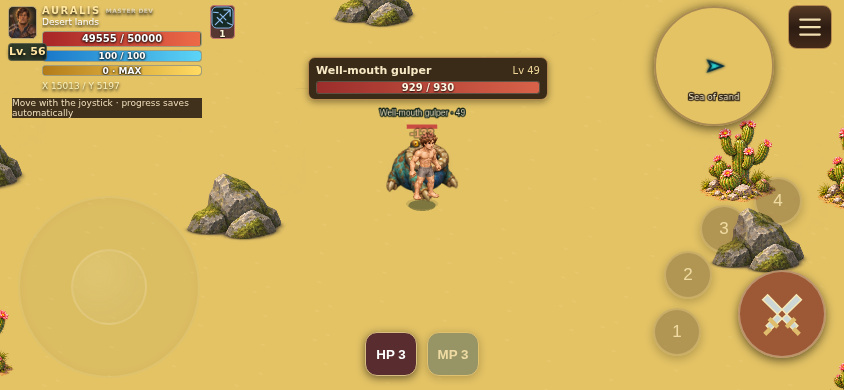 AURALIS MASTER DEV
Desert lands
49555 / 50000
Lv. 56
100 / 100
0 · MAX
X 15013 / Y 5197
Move with the joystick · progress saves
automatically
1
Well-mouth gulper Lv 49
929 / 930
Well-mouth gulper · 49
Sea of sand
4
3
2
1
HP 3
MP 3